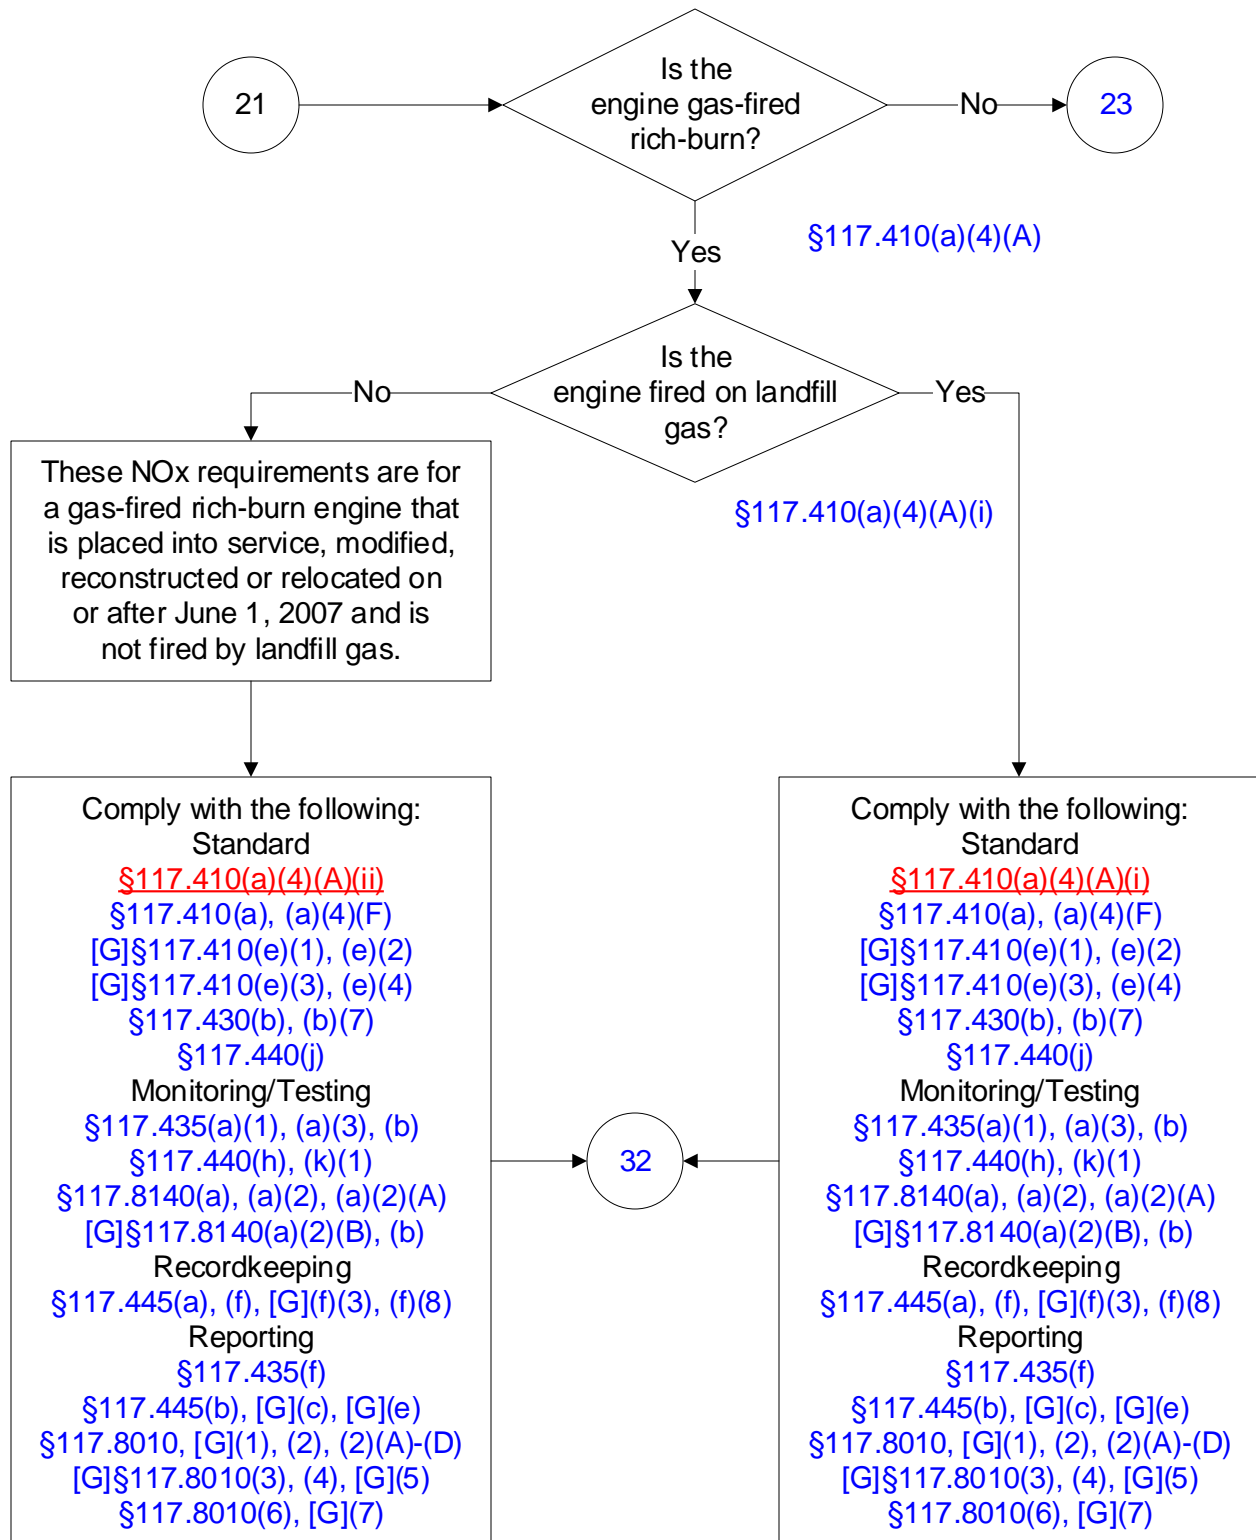 21
Is the
engine gas-fired
rich-burn?
No
23
Yes
§117.410(a)(4)(A)
Is the
engine fired on landfill
gas?
No
Yes
§117.410(a)(4)(A)(i)
These NOx requirements are for
a gas-fired rich-burn engine that
is placed into service, modified,
reconstructed or relocated on
or after June 1, 2007 and is
not fired by landfill gas.
Comply with the following:
Standard
§117.410(a)(4)(A)(ii)
§117.410(a), (a)(4)(F)
[G]§117.410(e)(1), (e)(2)
[G]§117.410(e)(3), (e)(4)
§117.430(b), (b)(7)
§117.440(j)
Monitoring/Testing
§117.435(a)(1), (a)(3), (b)
§117.440(h), (k)(1)
§117.8140(a), (a)(2), (a)(2)(A)
[G]§117.8140(a)(2)(B), (b)
Recordkeeping
§117.445(a), (f), [G](f)(3), (f)(8)
Reporting
§117.435(f)
§117.445(b), [G](c), [G](e)
§117.8010, [G](1), (2), (2)(A)-(D)
[G]§117.8010(3), (4), [G](5)
§117.8010(6), [G](7)
32
Comply with the following:
Standard
§117.410(a)(4)(A)(i)
§117.410(a), (a)(4)(F)
[G]§117.410(e)(1), (e)(2)
[G]§117.410(e)(3), (e)(4)
§117.430(b), (b)(7)
§117.440(j)
Monitoring/Testing
§117.435(a)(1), (a)(3), (b)
§117.440(h), (k)(1)
§117.8140(a), (a)(2), (a)(2)(A)
[G]§117.8140(a)(2)(B), (b)
Recordkeeping
§117.445(a), (f), [G](f)(3), (f)(8)
Reporting
§117.435(f)
§117.445(b), [G](c), [G](e)
§117.8010, [G](1), (2), (2)(A)-(D)
[G]§117.8010(3), (4), [G](5)
§117.8010(6), [G](7)